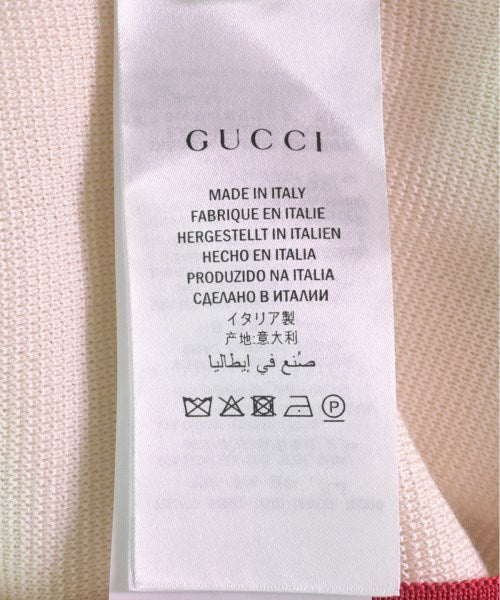 GUCCI
MADE IN ITALY
FABRIQUE EN ITALIE
HERGESTELLT IN ITALIEN
HECHO EN ITALIA
PRODUZIDO NA ITALIA
СДЕЛАНО В ИТАЛИИ
イタリア製
产地:意大利
صُنع في إيطاليا
P